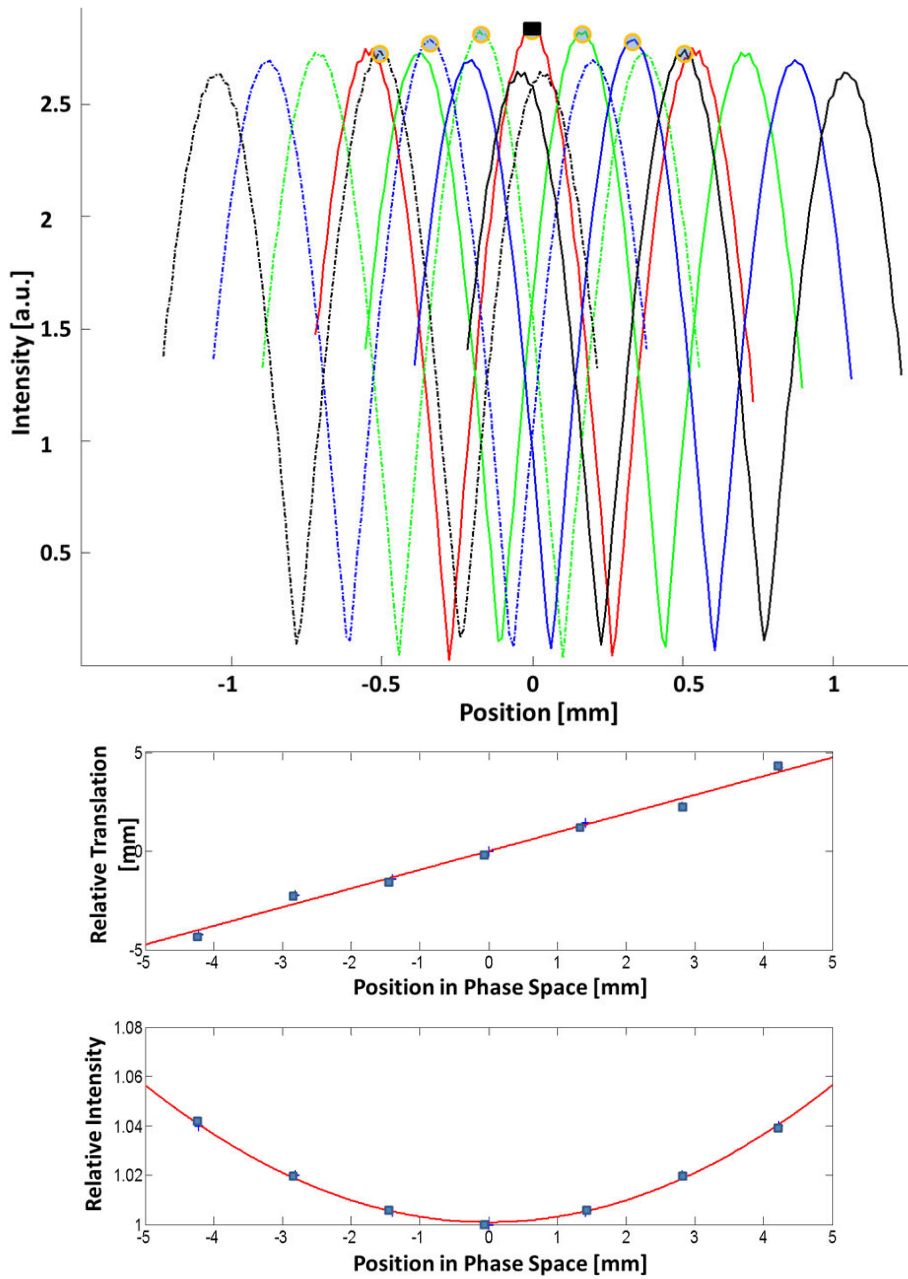 2.5
2
1.5
1
0.5
Intensity [a.u.]
-1 -0.5 0 0.5 1
Position [mm]
5
0
-5
Relative Translation
[mm]
-5 -4 -3 -2 -1 0 1 2 3 4 5
Position in Phase Space [mm]
1.08
1.06
1.04
1.02
1
Relative Intensity
-5 -4 -3 -2 -1 0 1 2 3 4 5
Position in Phase Space [mm]